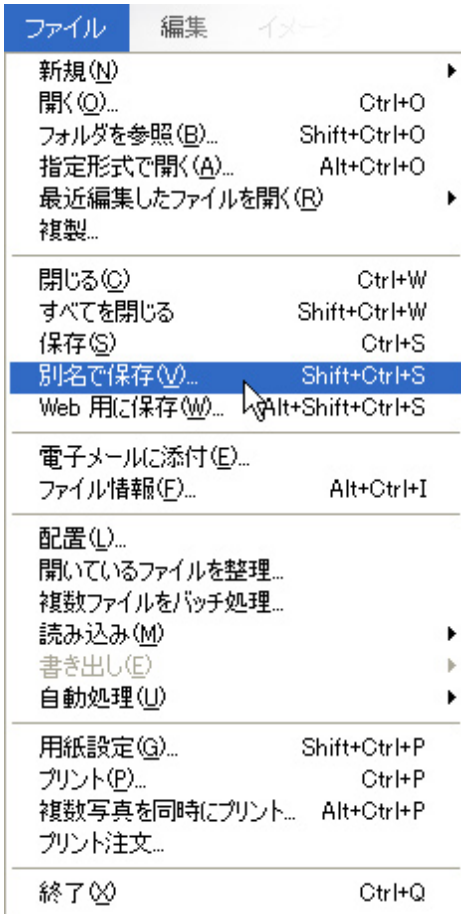 ファイル 編集 イメージ
新規(N)
開く(O)... Ctrl+O
フォルダを参照(B)... Shift+Ctrl+O
指定形式で開く(A)... Alt+Ctrl+O
最近編集したファイルを開く(R)
複製...
閉じる(C) Ctrl+W
すべてを閉じる Shift+Ctrl+W
保存(S) Ctrl+S
別名で保存(V)... Shift+Ctrl+S
Web 用に保存(W)... Alt+Shift+Ctrl+S
電子メールに添付(E)...
ファイル情報(F)... Alt+Ctrl+I
配置(L)...
開いているファイルを整理...
複数ファイルをバッチ処理...
読み込み(M)
書き出し(E)
自動処理(U)
用紙設定(G)... Shift+Ctrl+P
プリント(P)... Ctrl+P
複数写真を同時にプリント... Alt+Ctrl+P
プリント注文...
終了(X) Ctrl+Q